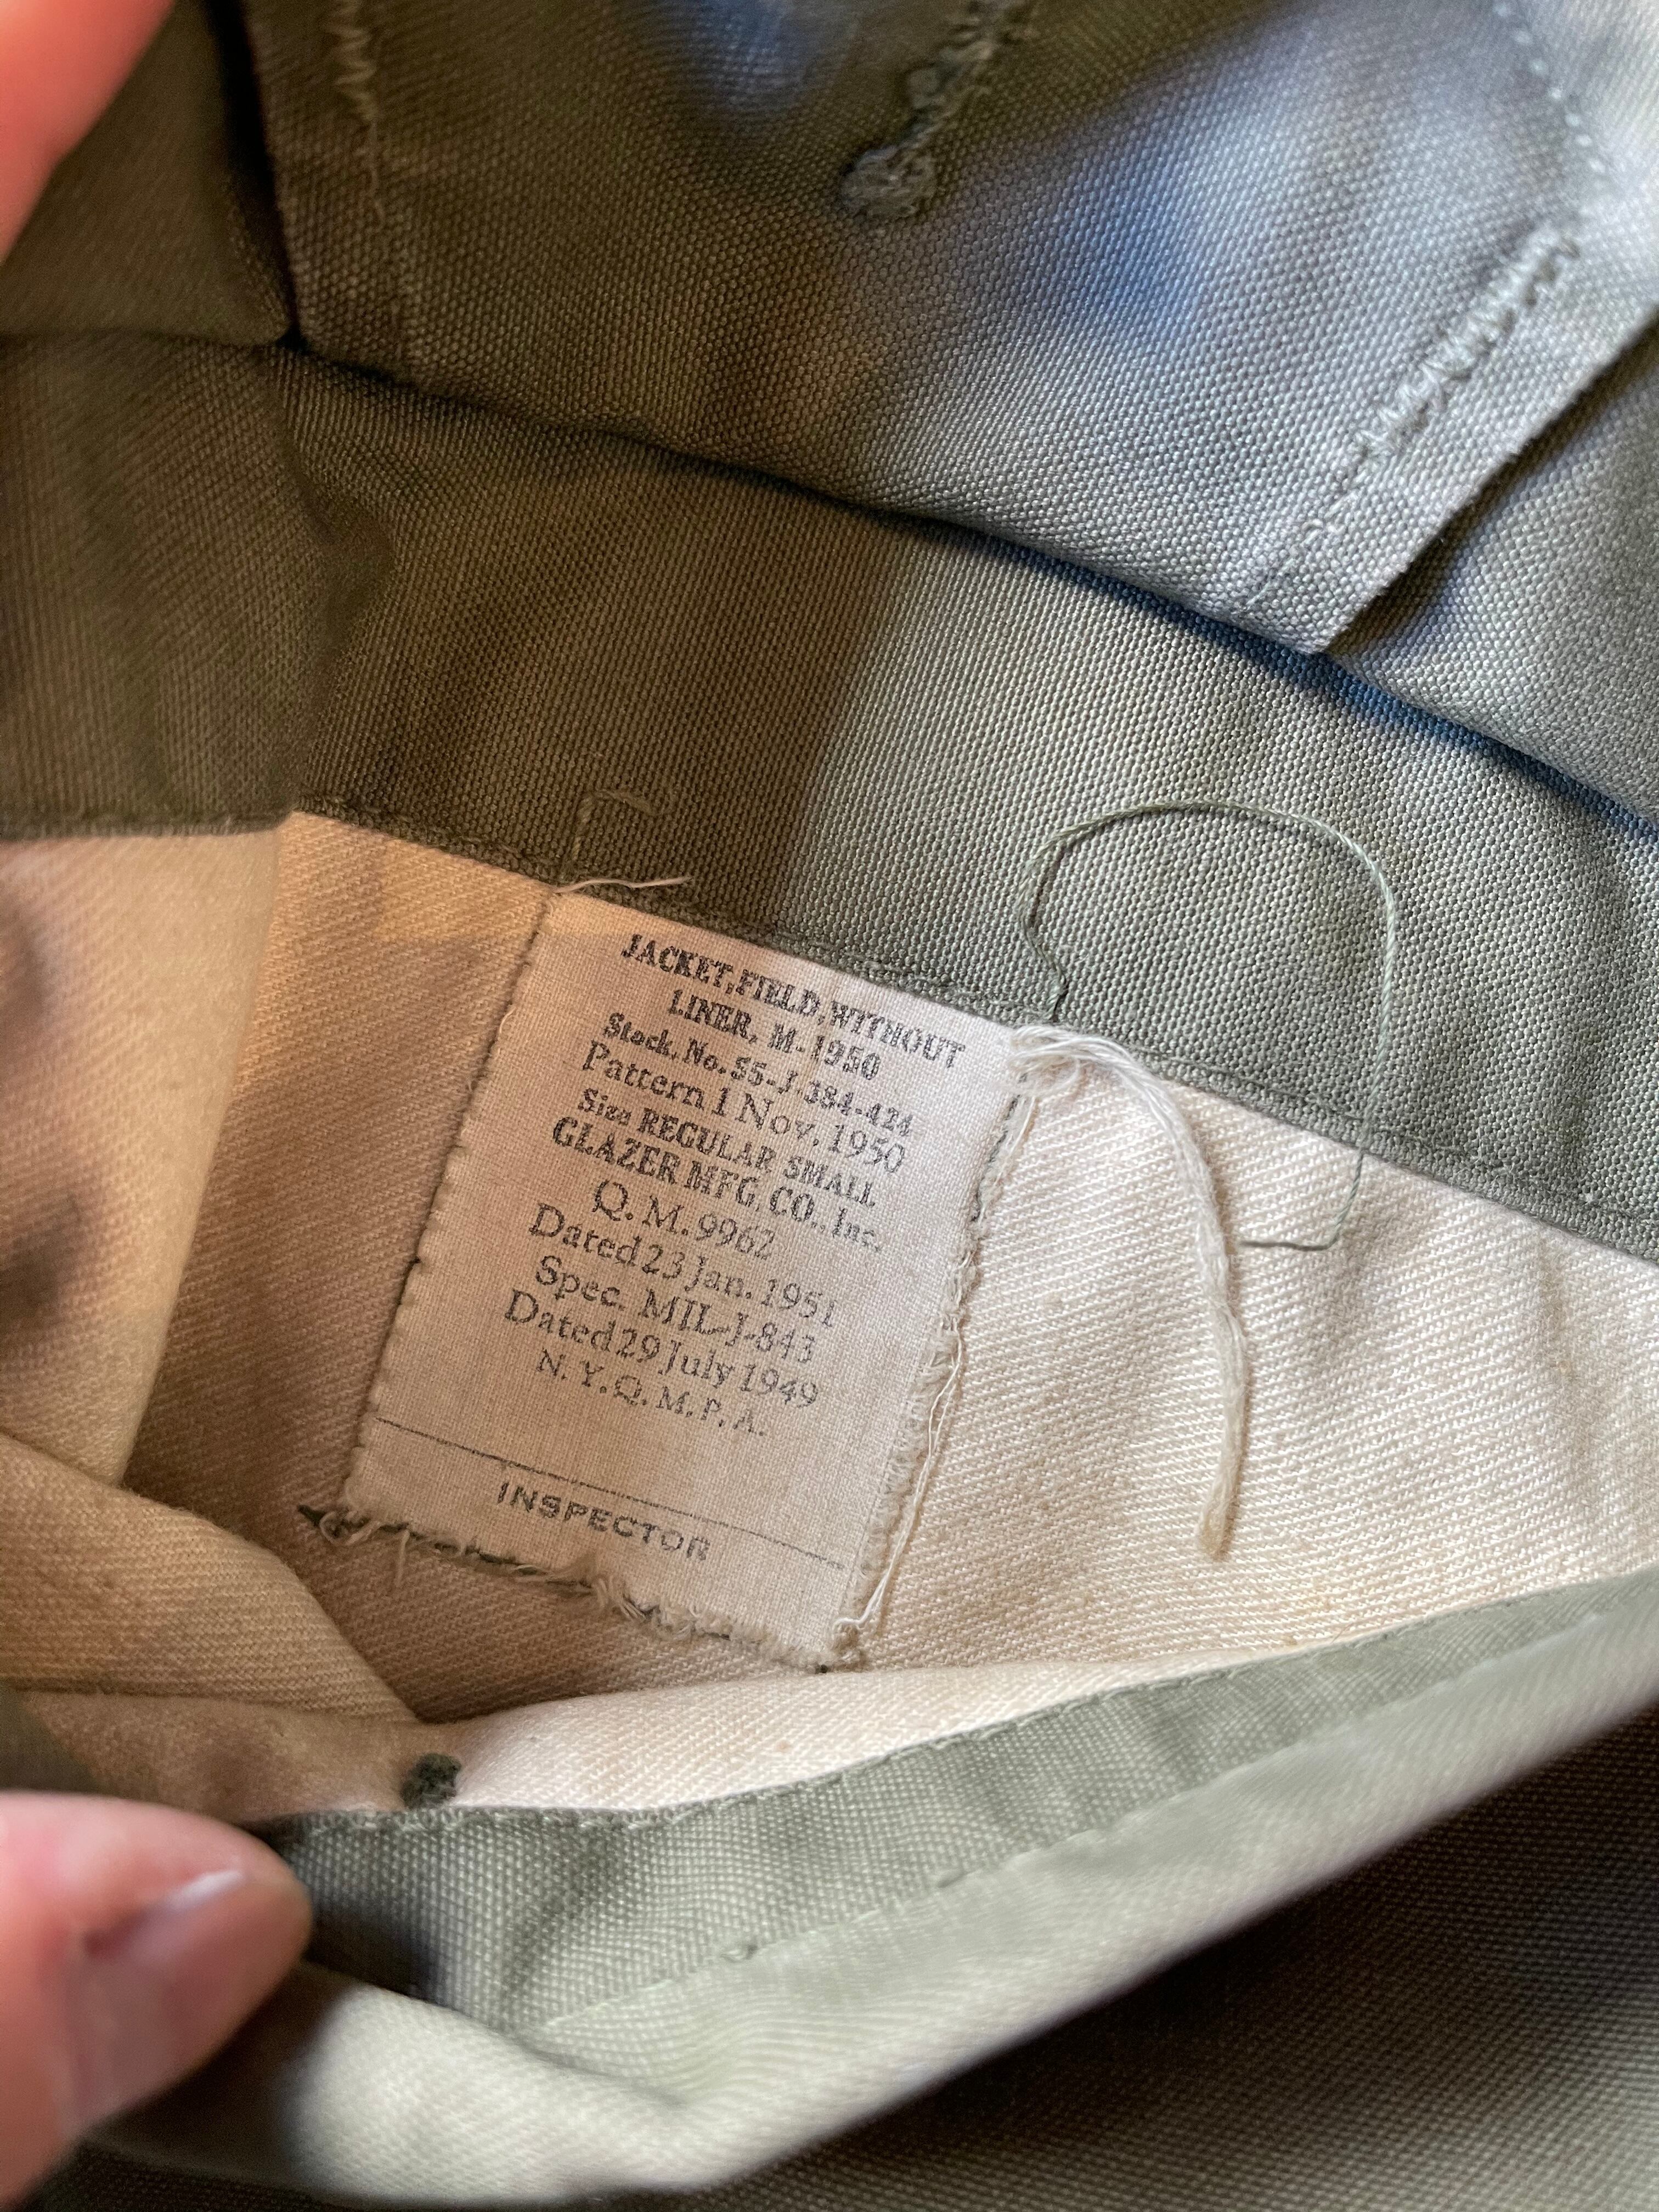 JACKET, FIELD, WITHOUT
LINER, M-1950
Stock. No. 55-J 384-424
Pattern 1 Nov. 1950
Size REGULAR SMALL
GLAZER MFG. CO., Inc.
Q. M. 9962
Dated 23 Jan. 1951
Spec. MIL-J-843
Dated 29 July 1949
N. Y. Q. M. P. A.
INSPECTOR